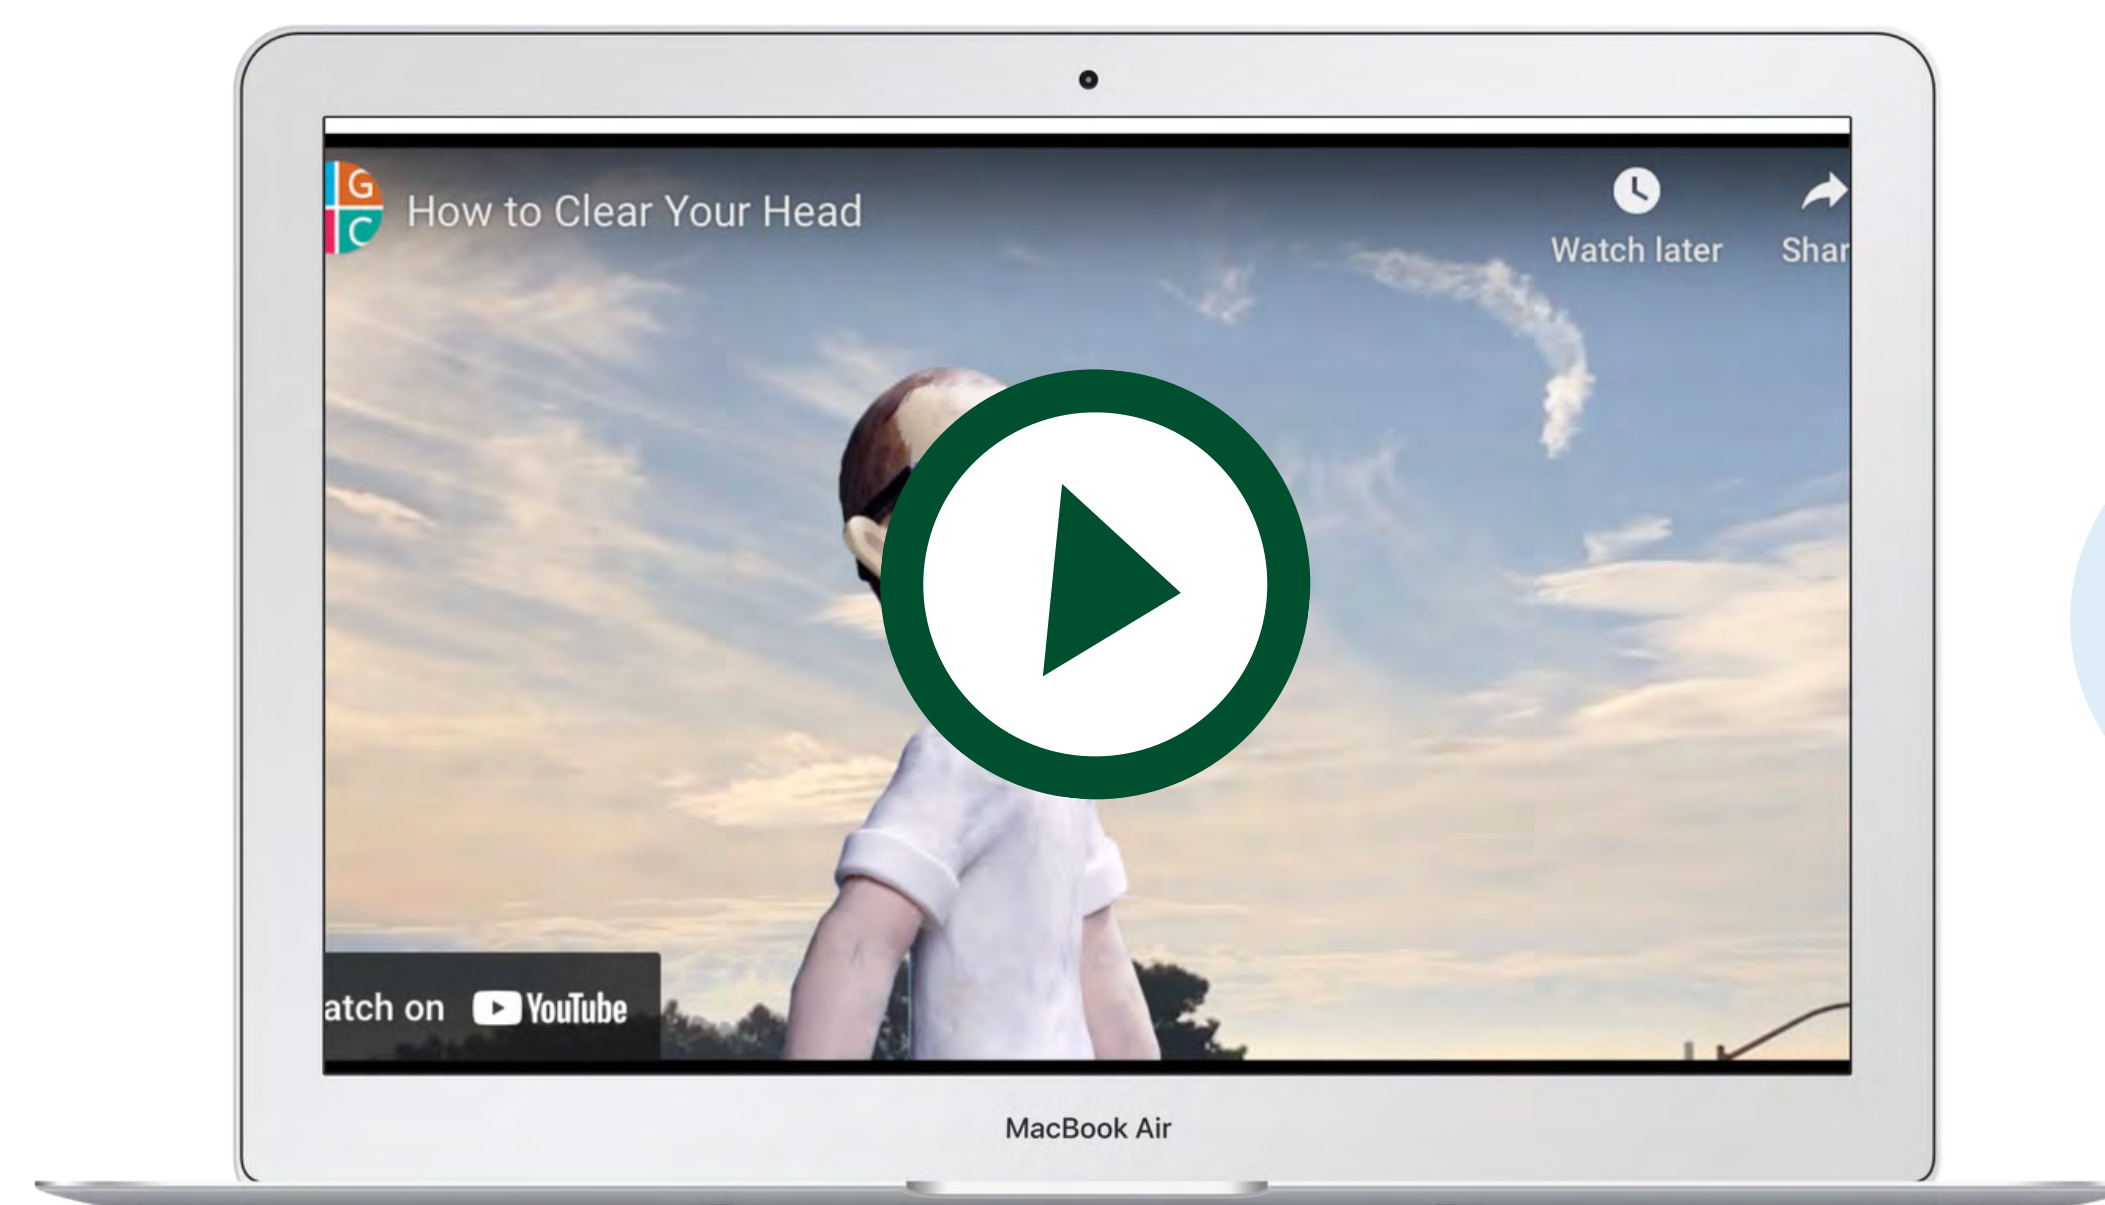 G
C
How to Clear Your Head
Watch later
Shar
atch on YouTube
MacBook Air